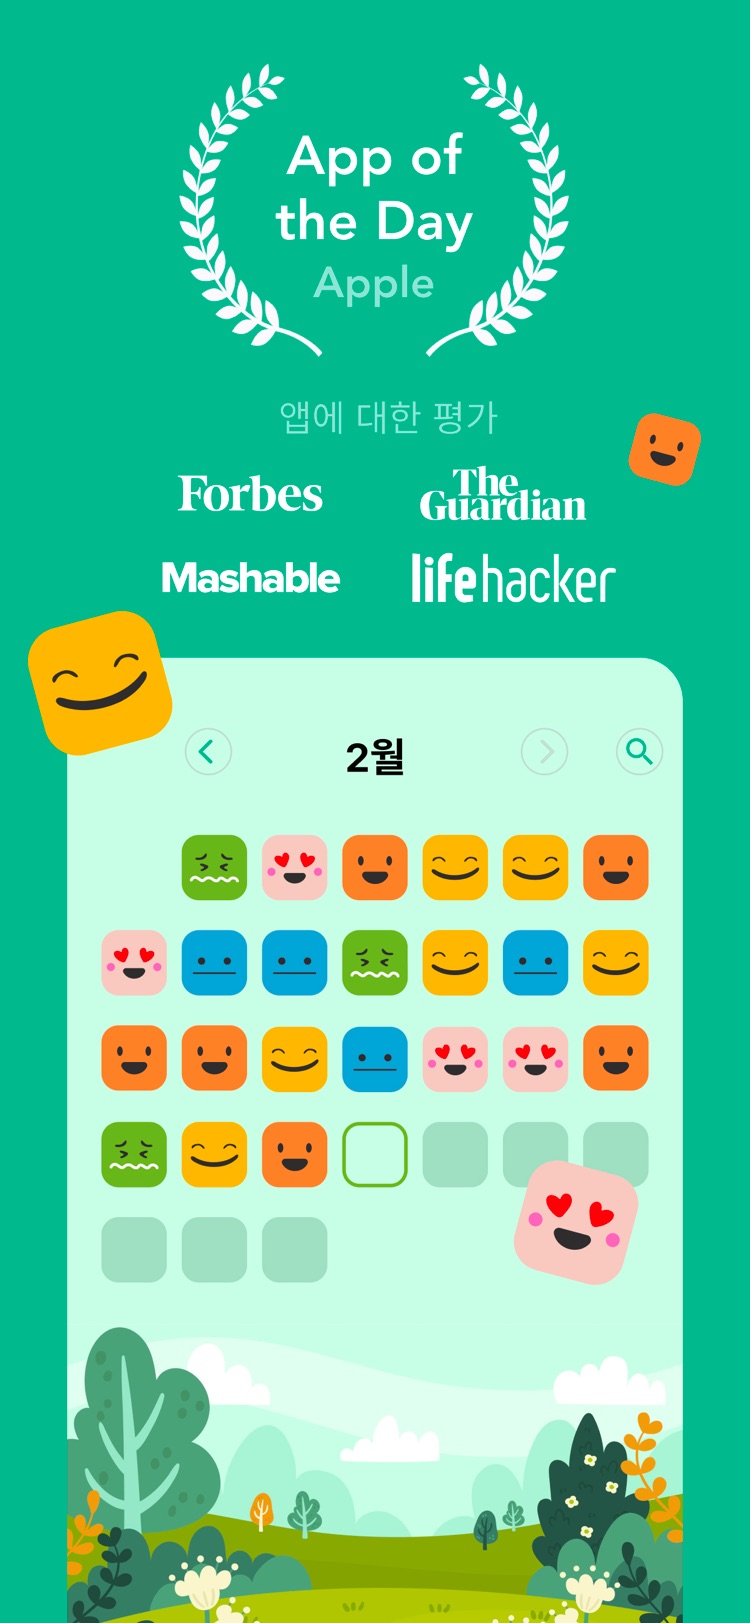 App of
the Day
Apple
앱에 대한 평가
Forbes
The
Guardian
Mashable
lifehacker
2월